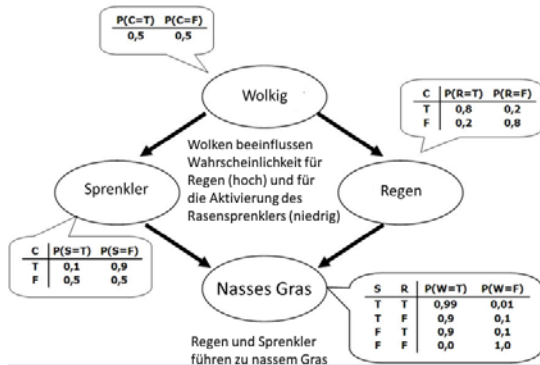 P(C=T) P(C=F)
0,5 0,5
Wolkig
C P(R=T) P(R=F)
T 0,8 0,2
F 0,2 0,8
Wolken beeinflussen
Wahrscheinlichkeit für
Regen (hoch) und für
die Aktivierung des
Rasensprenklers (niedrig)
Sprenkler
Regen
C P(S=T) P(S=F)
T 0,1 0,9
F 0,5 0,5
Nasses Gras
S R P(W=T) P(W=F)
T T 0,99 0,01
T F 0,9 0,1
F T 0,9 0,1
F F 0,0 1,0
Regen und Sprenkler
führen zu nassem Gras